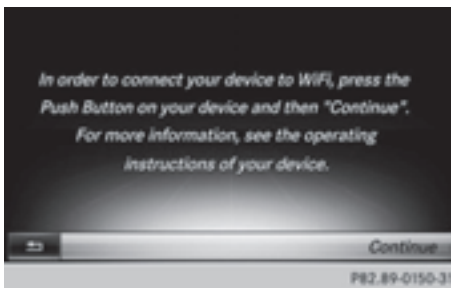 In order to connect your device to WiFi, press the
Push Button on your device and then "Continue".
For more information, see the operating
instructions of your device.
Continue
P82.89-0150-31